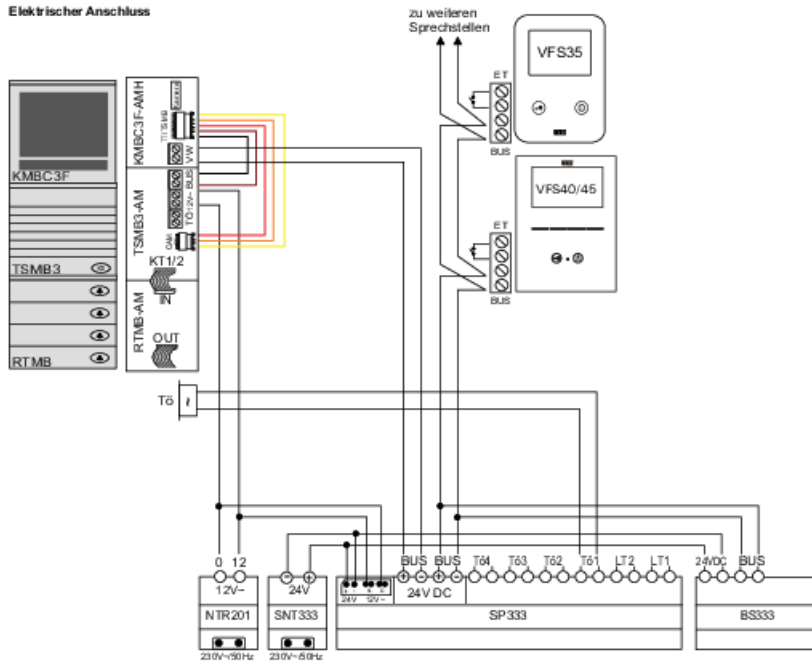 Elektrischer Anschluss
zu weiteren
Sprechstellen
VFS35
ET
BUS
VFS40/45
ET
BUS
KMBC3F
TSMB3
RTMB
KMBC3F-AMH
VW
TSMB3-AM
TÖ12V~ BUS
CAM
KT1/2
IN
RTMB-AM
OUT
Tö
~
0 12
12V~
NTR201
230V~/50Hz
- +
24V
SNT333
230V~/50Hz
24V 12V~
BUS BUS Tö4 Tö3 Tö2 Tö1 LT2 LT1
+ - + -
24V DC
SP333
24VDC BUS
BS333